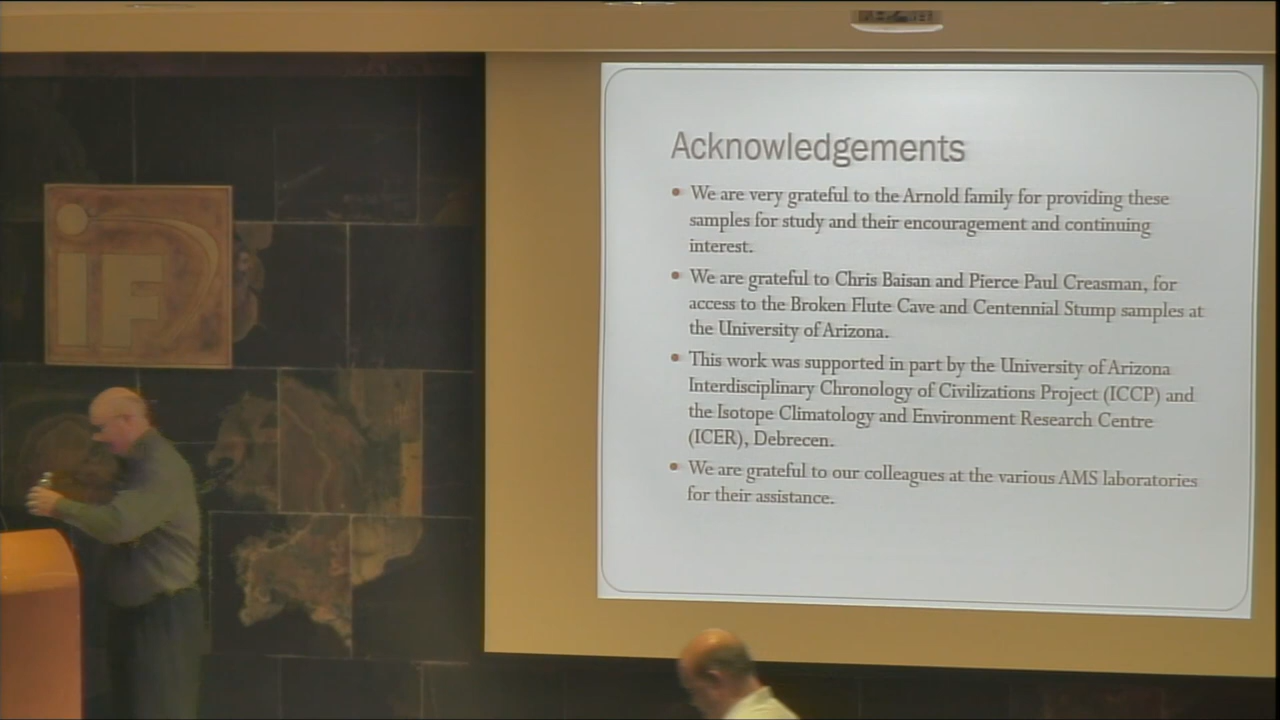 iF
Acknowledgements
• We are very grateful to the Arnold family for providing these
samples for study and their encouragement and continuing
interest.
• We are grateful to Chris Baisan and Pierce Paul Creasman, for
access to the Broken Flute Cave and Centennial Stump samples at
the University of Arizona.
• This work was supported in part by the University of Arizona
Interdisciplinary Chronology of Civilizations Project (ICCP) and
the Isotope Climatology and Environment Research Centre
(ICER), Debrecen.
• We are grateful to our colleagues at the various AMS laboratories
for their assistance.